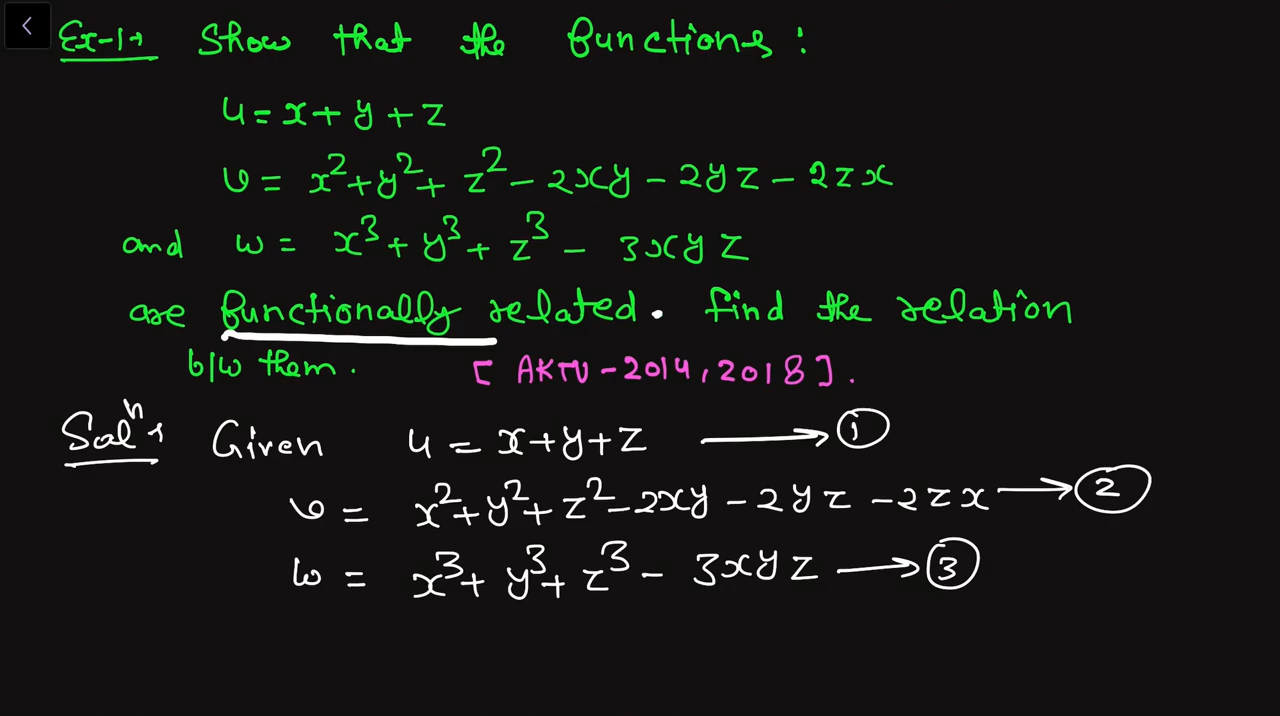 Ex-1→ Show that the functions:
u = x + y + z
v = x² + y² + z² - 2xy - 2yz - 2zx
and w = x³ + y³ + z³ - 3xyz
are functionally related. find the relation
b/w them. [AKTU-2014, 2018].
Solⁿ→ Given u = x+y+z → ①
v = x² + y² + z² - 2xy - 2yz - 2zx → ②
w = x³ + y³ + z³ - 3xyz → ③